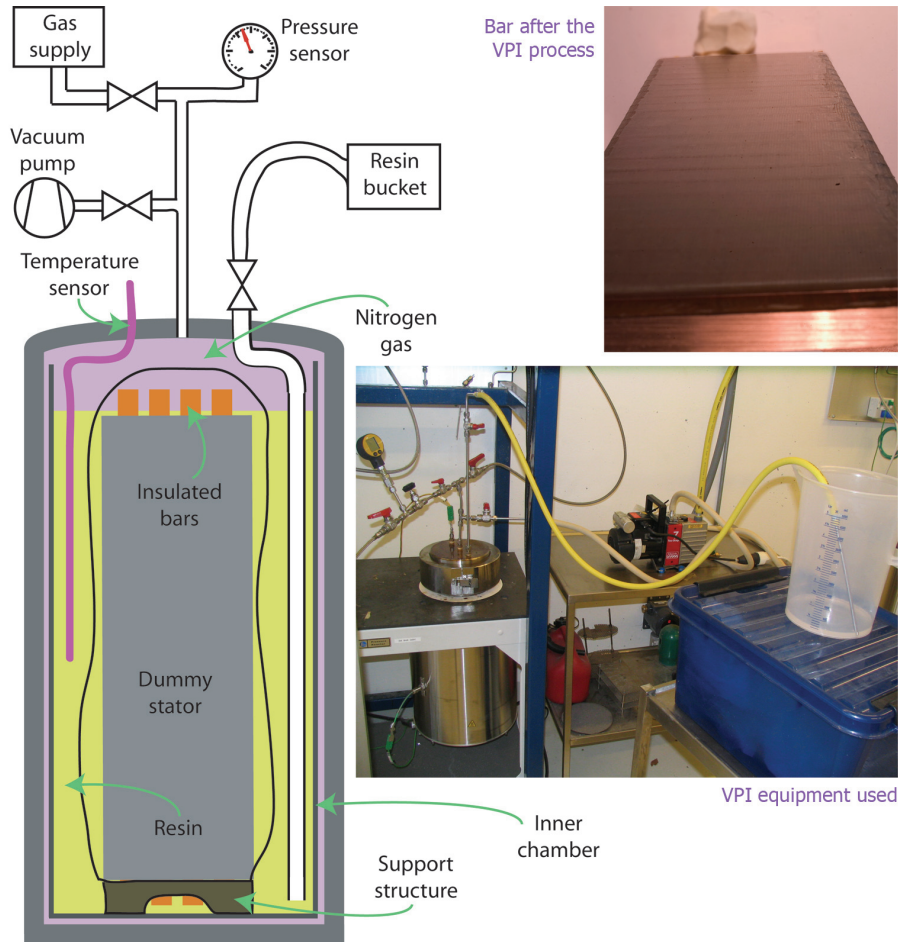 Gas
supply
Pressure
sensor
Bar after the
VPI process
Vacuum
pump
Resin
bucket
Temperature
sensor
Nitrogen
gas
Insulated
bars
Dummy
stator
Resin
Inner
chamber
Support
structure
VPI equipment used